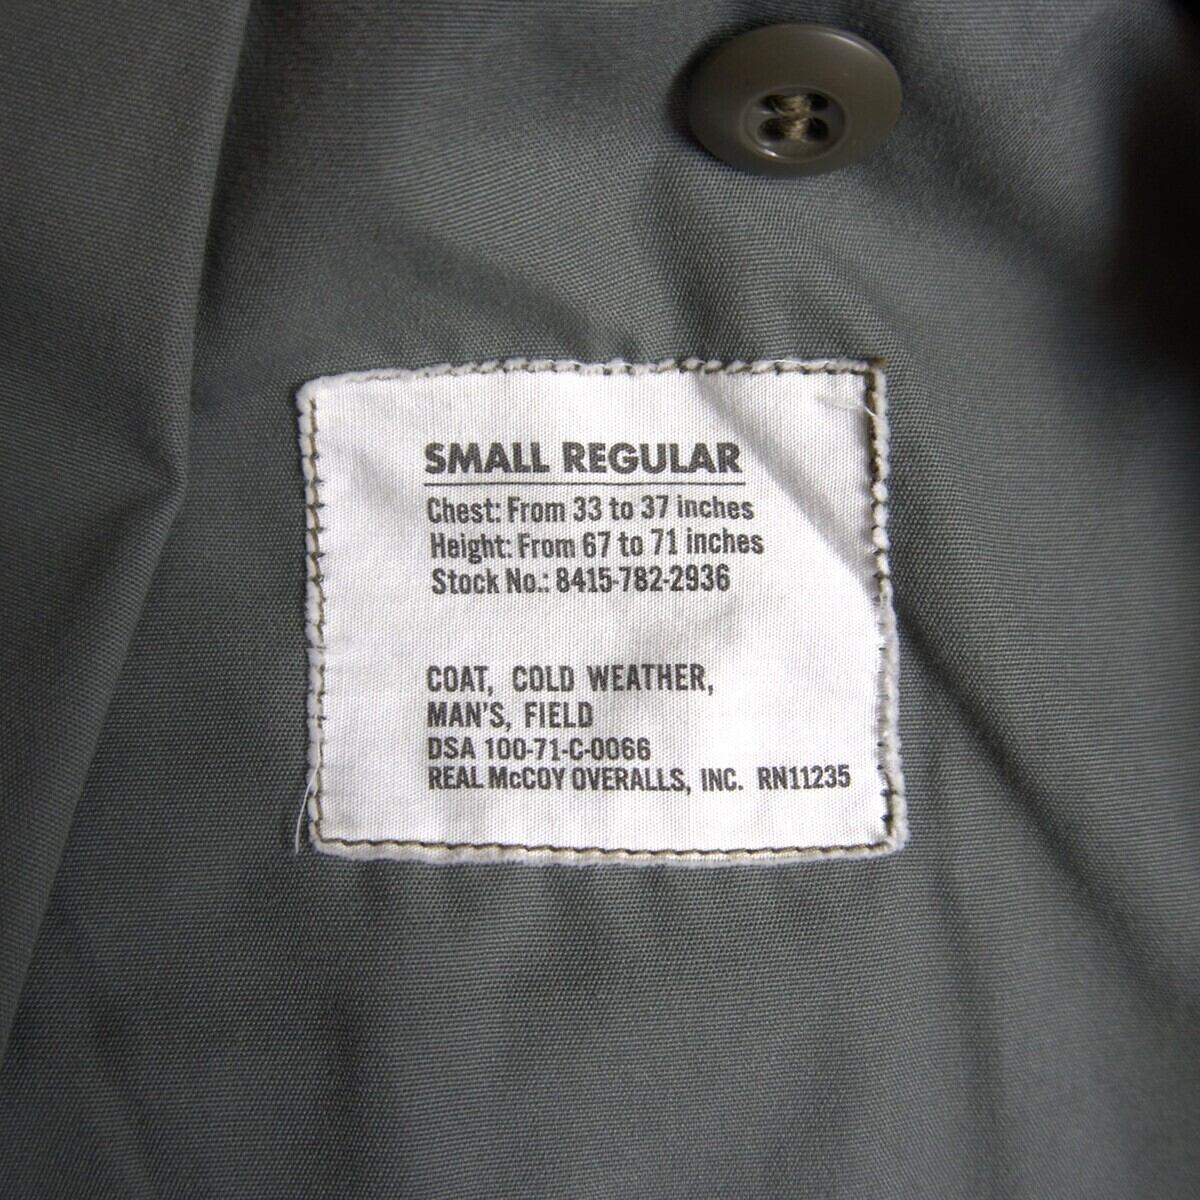 SMALL REGULAR
Chest: From 33 to 37 inches
Height: From 67 to 71 inches
Stock No.: 8415-782-2936
COAT, COLD WEATHER,
MAN'S, FIELD
DSA 100-71-C-0066
REAL McCOY OVERALLS, INC. RN11235